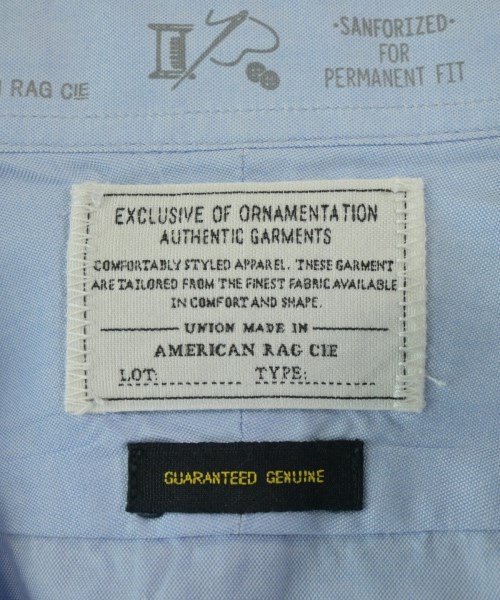 RAG CIE
·SANFORIZED·
FOR
PERMANENT FIT
EXCLUSIVE OF ORNAMENTATION
AUTHENTIC GARMENTS
COMFORTABLY STYLED APPAREL. THESE GARMENT
ARE TAILORED FROM THE FINEST FABRIC AVAILABLE
IN COMFORT AND SHAPE.
UNION MADE IN
AMERICAN RAG CIE
LOT: TYPE:
GUARANTEED GENUINE